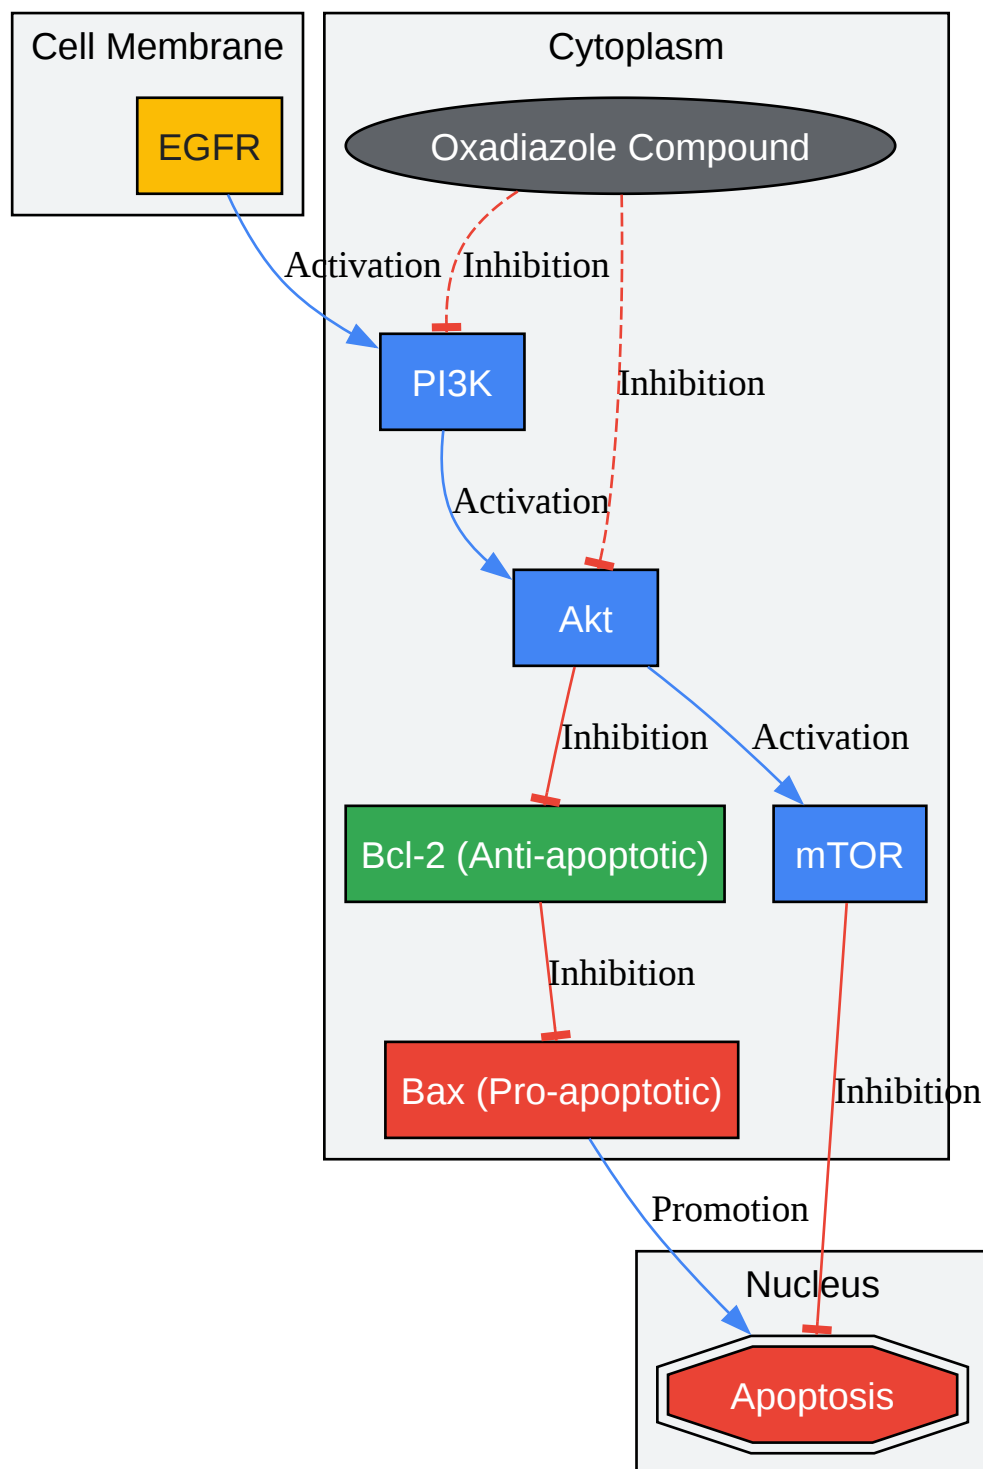 Cell Membrane
Cytoplasm
EGFR
Oxadiazole Compound
Activation
Inhibition
PI3K
Inhibition
Activation
Akt
Inhibition
Activation
Bcl-2 (Anti-apoptotic)
mTOR
Inhibition
Bax (Pro-apoptotic)
Inhibition
Promotion
Nucleus
Apoptosis